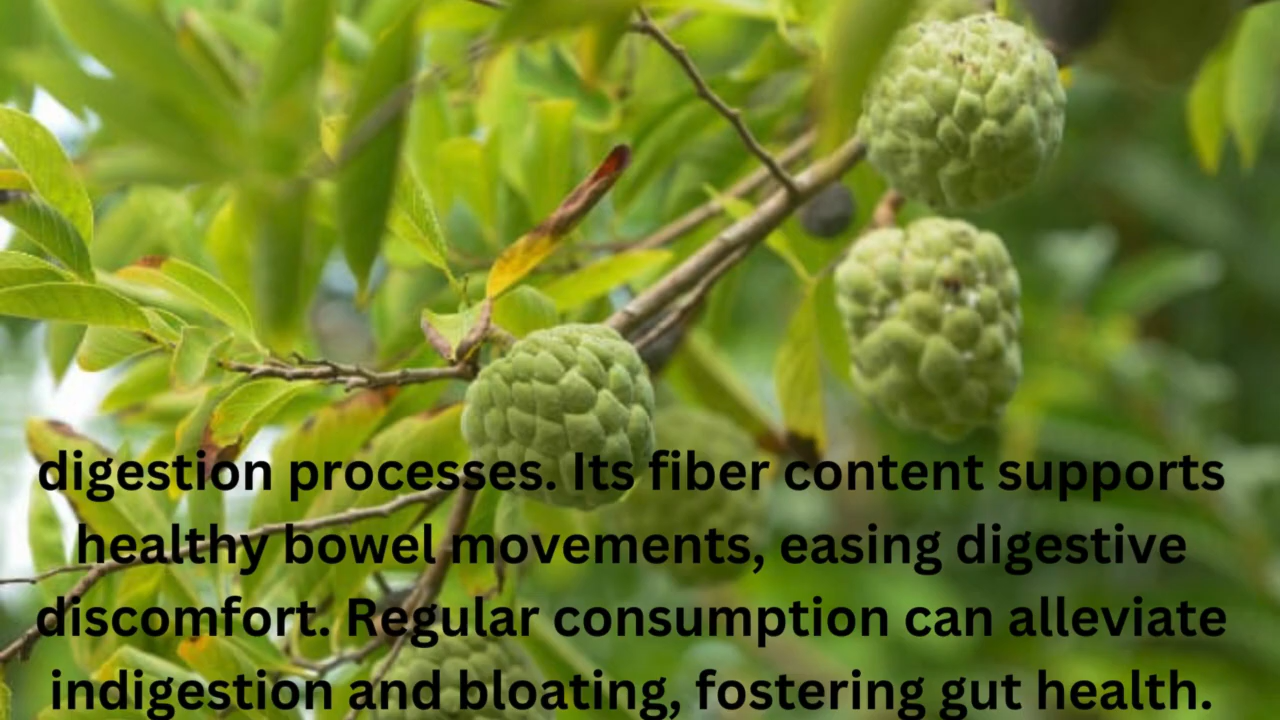 digestion processes. Its fiber content supports
healthy bowel movements, easing digestive
discomfort. Regular consumption can alleviate
indigestion and bloating, fostering gut health.